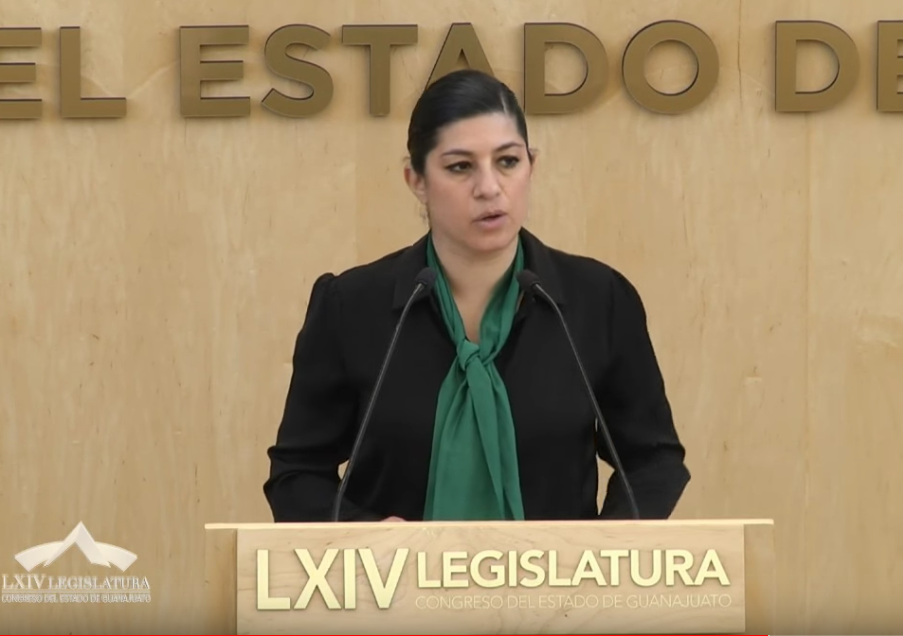 EL ESTADO DE
LXIV LEGISLATURA
CONGRESO DEL ESTADO DE GUANAJUATO
LXIV LEGISLATURA
CONGRESO DEL ESTADO DE GUANAJUATO